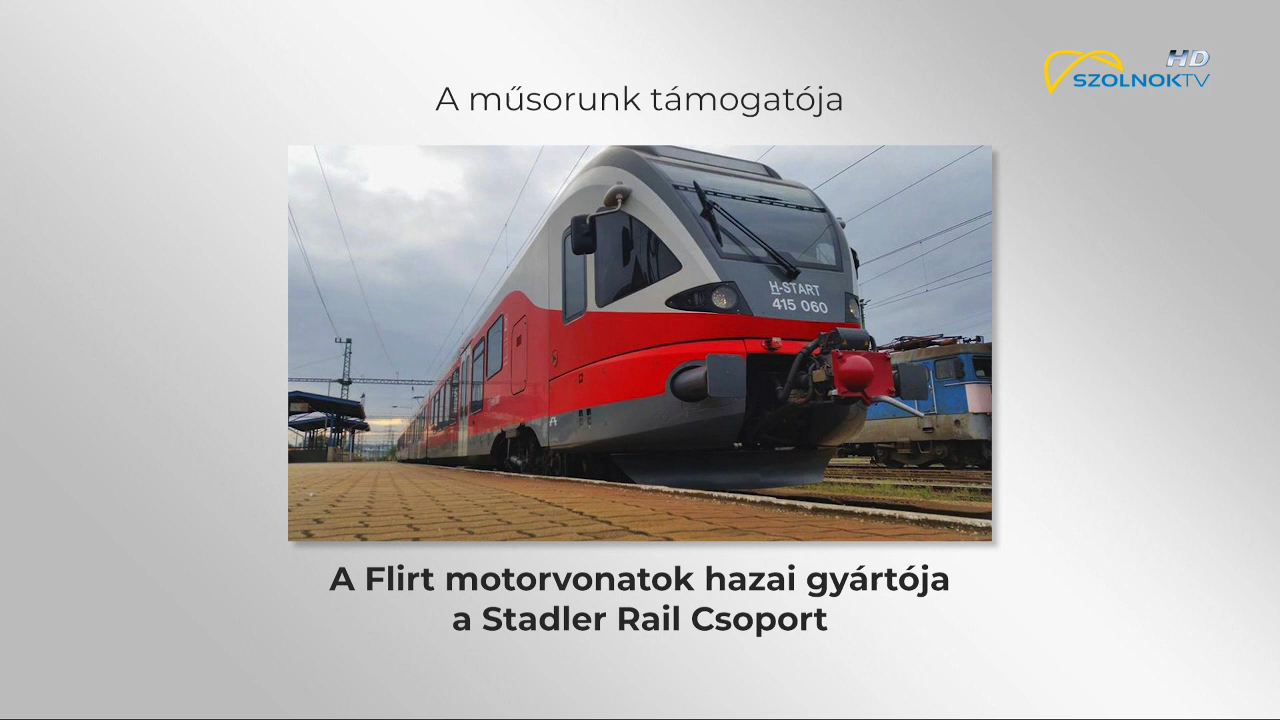 HD
SZOLNOKTV
A műsorunk támogatója
H-START
415 060
A Flirt motorvonatok hazai gyártója
a Stadler Rail Csoport